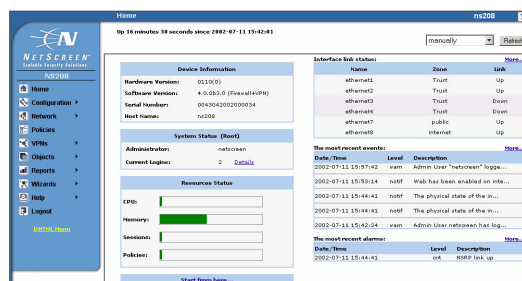 Home
ns208
Up 16 minutes 30 seconds since 2002-07-11 15:42:01
manually
Refresh
N
NETSCREEN
Scalable Security Solutions
NS208
Home
Configuration
Network
Policies
VPNs
Objects
Reports
Wizards
Help
Logout
DHTML Menu
Device Information
Hardware Version: 0110(0)
Software Version: 4.0.0b3.0 (Firewall+VPN)
Serial Number: 0043042002000034
Host Name: ns208
System Status (Root)
Administrator: netscreen
Current Logins: 2 Details
Resources Status
CPU:
Memory:
Sessions:
Policies:
Start from here...
Interface link status: More..
Name Zone Link
ethernet1 Trust Up
ethernet2 Trust Up
ethernet3 Trust Down
ethernet4 Trust Down
ethernet7 public Up
ethernet8 internet Up
The most recent events: More..
Date/Time Level Description
2002-07-11 15:57:42 warn Admin User "netscreen" logge...
2002-07-11 15:53:14 notif Web has been enabled on inte...
2002-07-11 15:44:41 notif The physical state of the in...
2002-07-11 15:44:41 notif The physical state of the in...
2002-07-11 15:42:24 warn Admin User netscreen has log...
The most recent alarms: More..
Date/Time Level Description
2002-07-11 15:44:41 crit NSRP link up